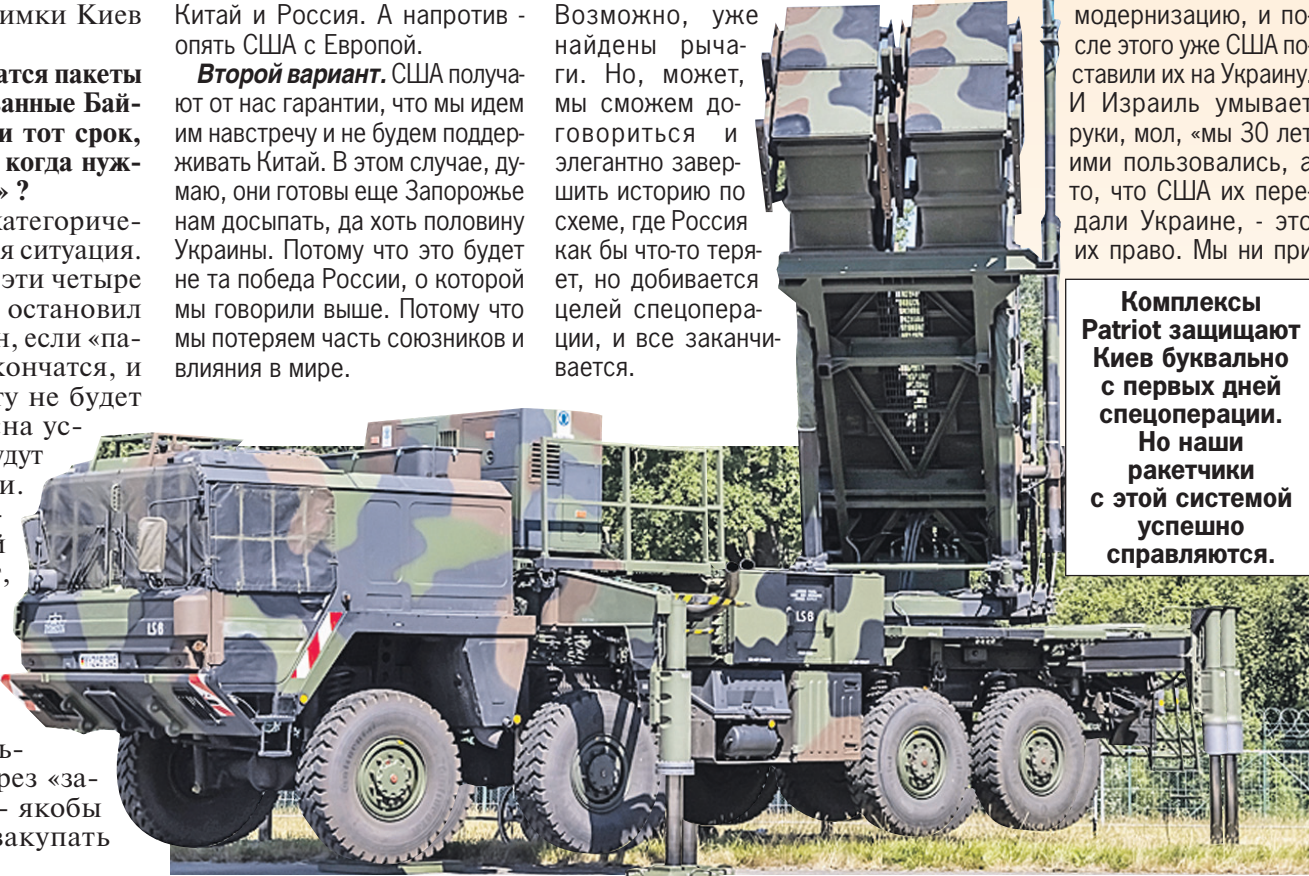 имки Киев
атся пакеты
ванные Бай-
и тот срок,
когда нуж-
» ?
категориче-
я ситуация.
эти четыре
остановил
н, если «па-
кончатся, и
ту не будет
она ус-
удут
и.
й
,
ь-
рез «за-
- якобы
закупать
Китай и Россия. А напротив -
опять США с Европой.
Второй вариант. США получа-
ют от нас гарантии, что мы идем
им навстречу и не будем поддер-
живать Китай. В этом случае, ду-
маю, они готовы еще Запорожье
нам досыпать, да хоть половину
Украины. Потому что это будет
не та победа России, о которой
мы говорили выше. Потому что
мы потеряем часть союзников и
влияния в мире.
Возможно, уже
найдены рыча-
ги. Но, может,
мы сможем до-
говориться и
элегантно завер-
шить историю по
схеме, где Россия
как бы что-то теря-
ет, но добивается
целей спецопера-
ции, и все заканчи-
вается.
модернизацию, и по-
сле этого уже США по-
ставили их на Украину.
И Израиль умывает
руки, мол, «мы 30 лет
ими пользовались, а
то, что США их пере-
дали Украине, - это
их право. Мы ни при
Комплексы
Patriot защищают
Киев буквально
с первых дней
спецоперации.
Но наши
ракетчики
с этой системой
успешно
справляются.
LS8
LS8